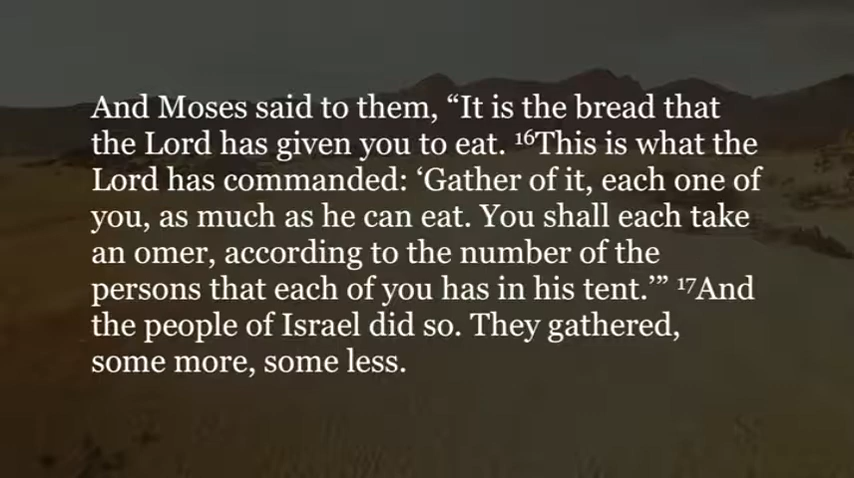 And Moses said to them, “It is the bread that
the Lord has given you to eat. ¹⁶This is what the
Lord has commanded: ‘Gather of it, each one of
you, as much as he can eat. You shall each take
an omer, according to the number of the
persons that each of you has in his tent.’” ¹⁷And
the people of Israel did so. They gathered,
some more, some less.